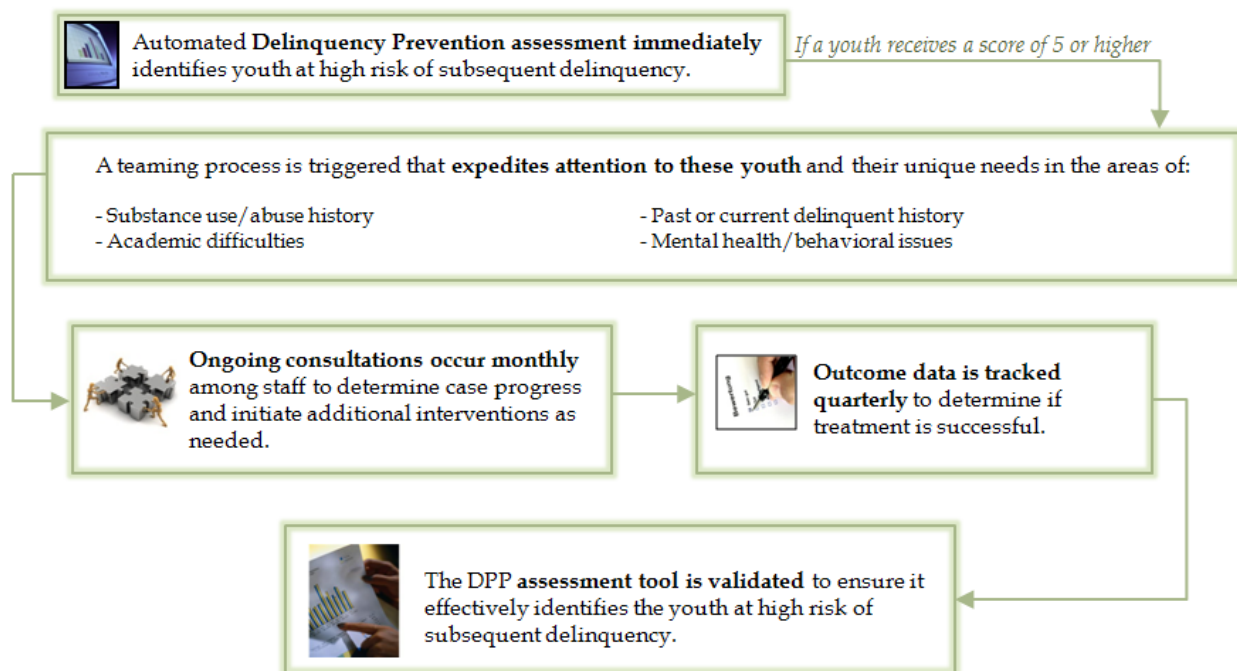 Automated Delinquency Prevention assessment immediately
identifies youth at high risk of subsequent delinquency.
If a youth receives a score of 5 or higher
A teaming process is triggered that expedites attention to these youth and their unique needs in the areas of:
- Substance use/abuse history
- Academic difficulties
- Past or current delinquent history
- Mental health/behavioral issues
Ongoing consultations occur monthly
among staff to determine case progress
and initiate additional interventions as
needed.
Outcome data is tracked
quarterly to determine if
treatment is successful.
The DPP assessment tool is validated to ensure it
effectively identifies the youth at high risk of
subsequent delinquency.